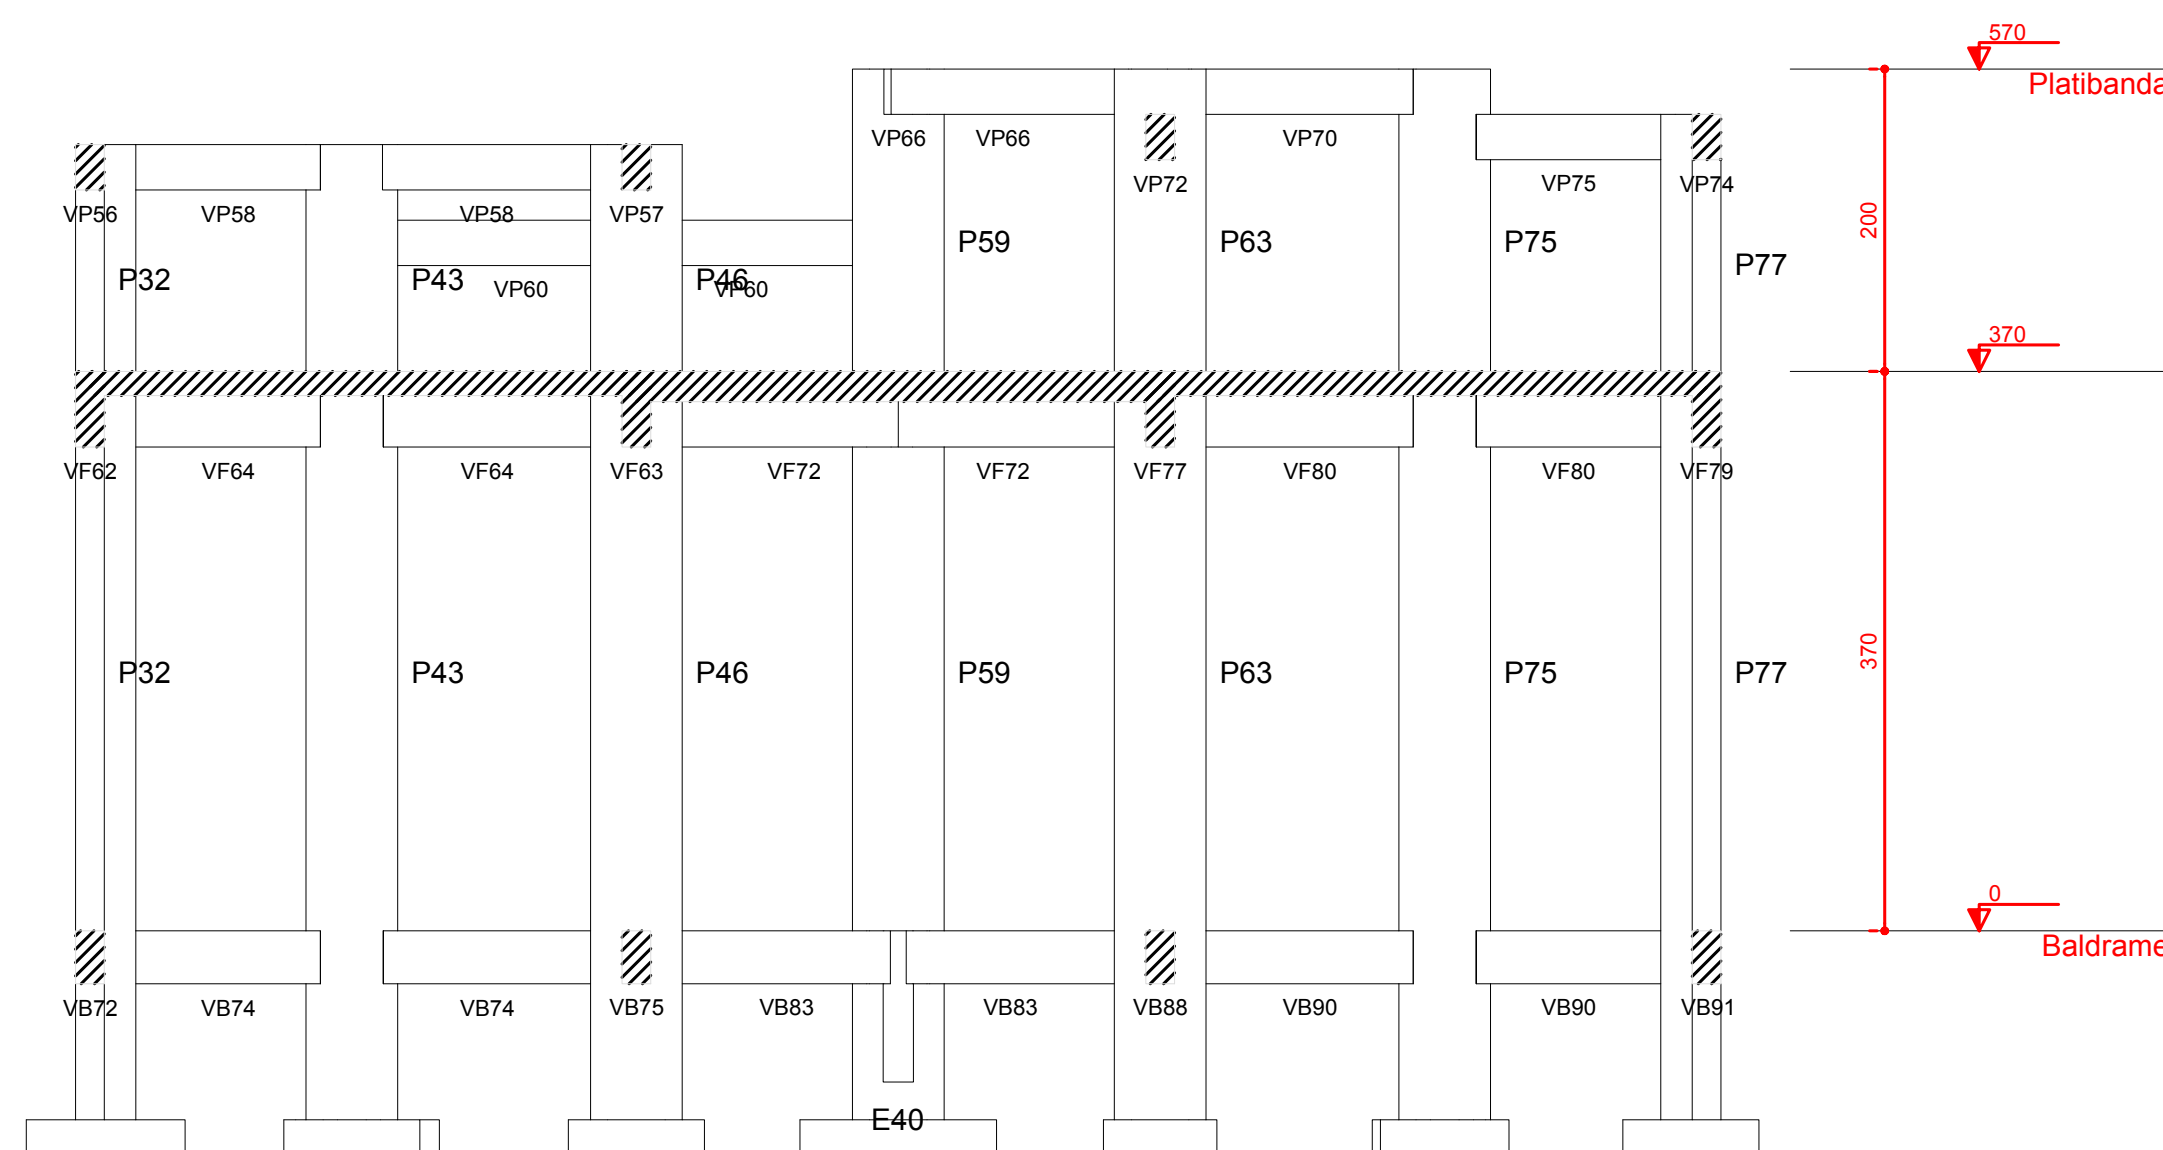 570
Platibanda
VP66 VP66 VP70
VP72 VP75 VP74
VP56 VP58 VP58 VP57
200
P59 P63 P75
P77
P32 P43 P46
VP60 VP60
370
VF62 VF64 VF64 VF63 VF72 VF72 VF77 VF80 VF80 VF79
370
P32 P43 P46 P59 P63 P75 P77
0
Baldrame
VB72 VB74 VB74 VB75 VB83 VB83 VB88 VB90 VB90 VB91
E40